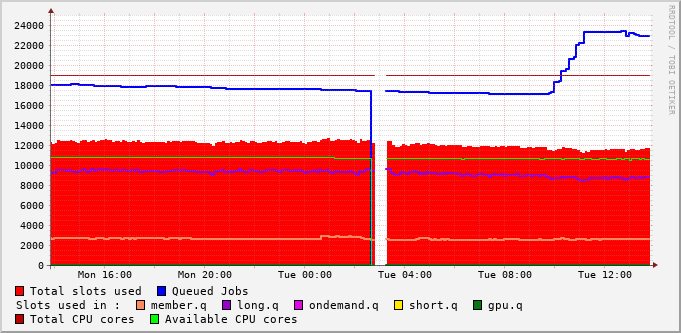 RRDTOOL / TOBI OETIKER
24000
22000
20000
18000
16000
14000
12000
10000
8000
6000
4000
2000
0
Mon 16:00 Mon 20:00 Tue 00:00 Tue 04:00 Tue 08:00 Tue 12:00
Total slots used Queued Jobs
Slots used in : member.q long.q ondemand.q short.q gpu.q
Total CPU cores Available CPU cores